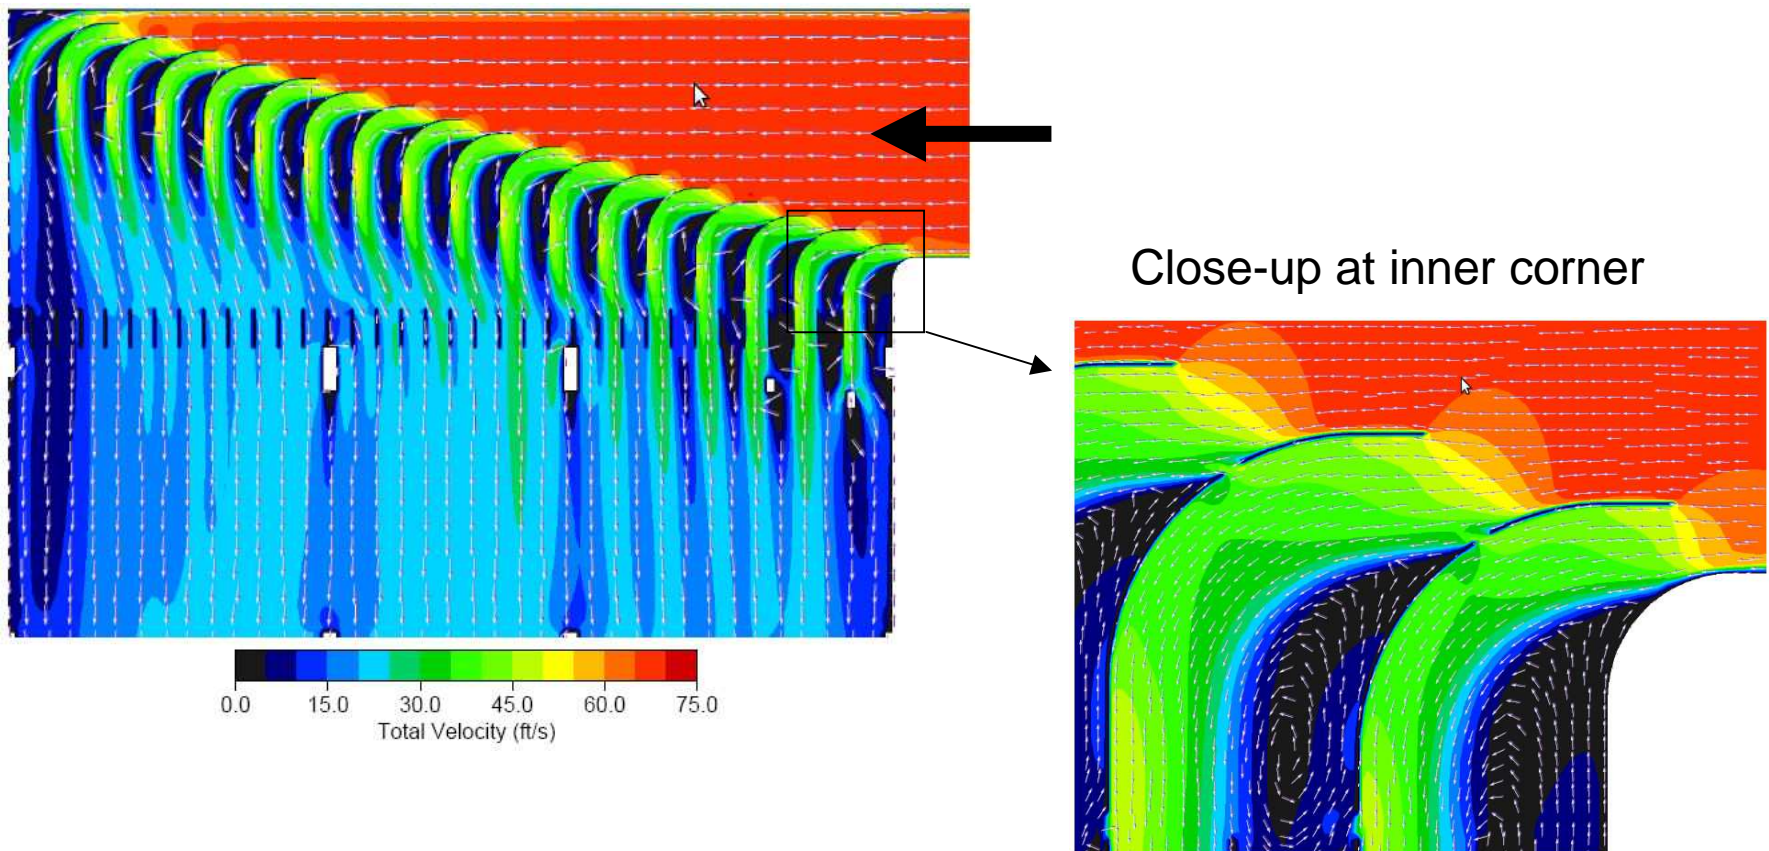 Close-up at inner corner
0.0 15.0 30.0 45.0 60.0 75.0
Total Velocity (ft/s)